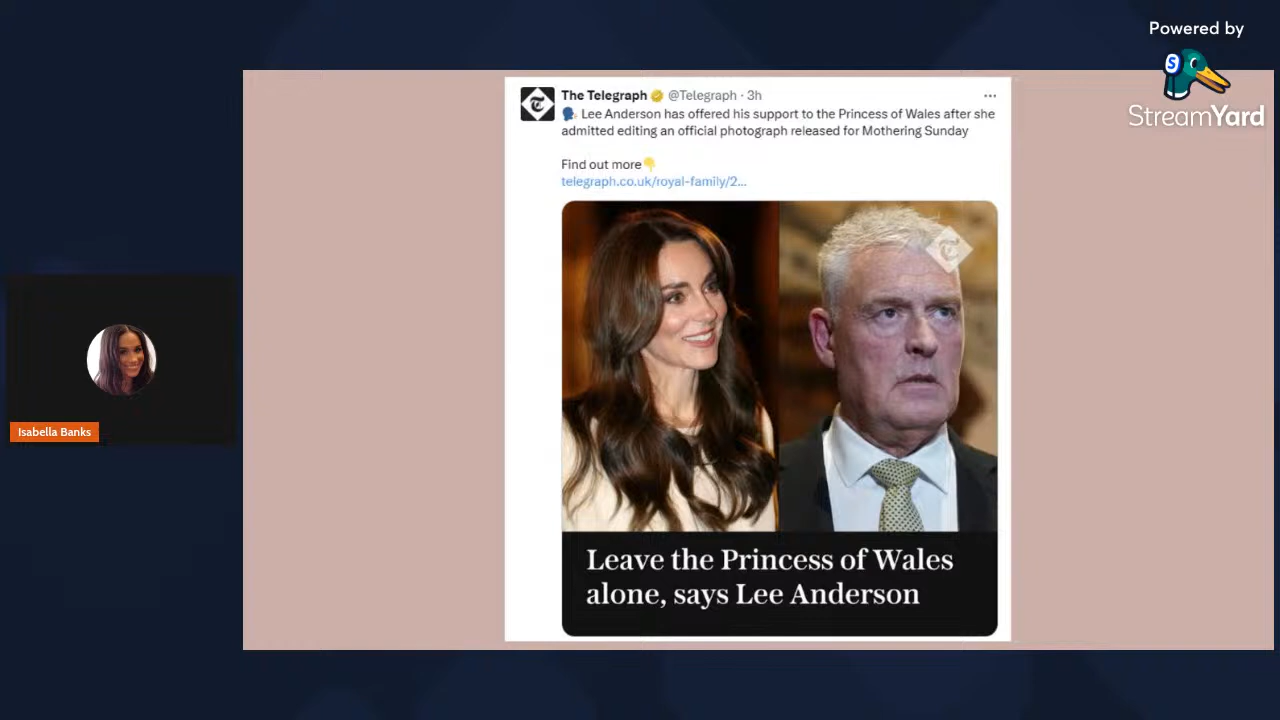 Powered by
StreamYard
The Telegraph @Telegraph · 3h
Lee Anderson has offered his support to the Princess of Wales after she
admitted editing an official photograph released for Mothering Sunday
Find out more
telegraph.co.uk/royal-family/2...
Leave the Princess of Wales
alone, says Lee Anderson
Isabella Banks